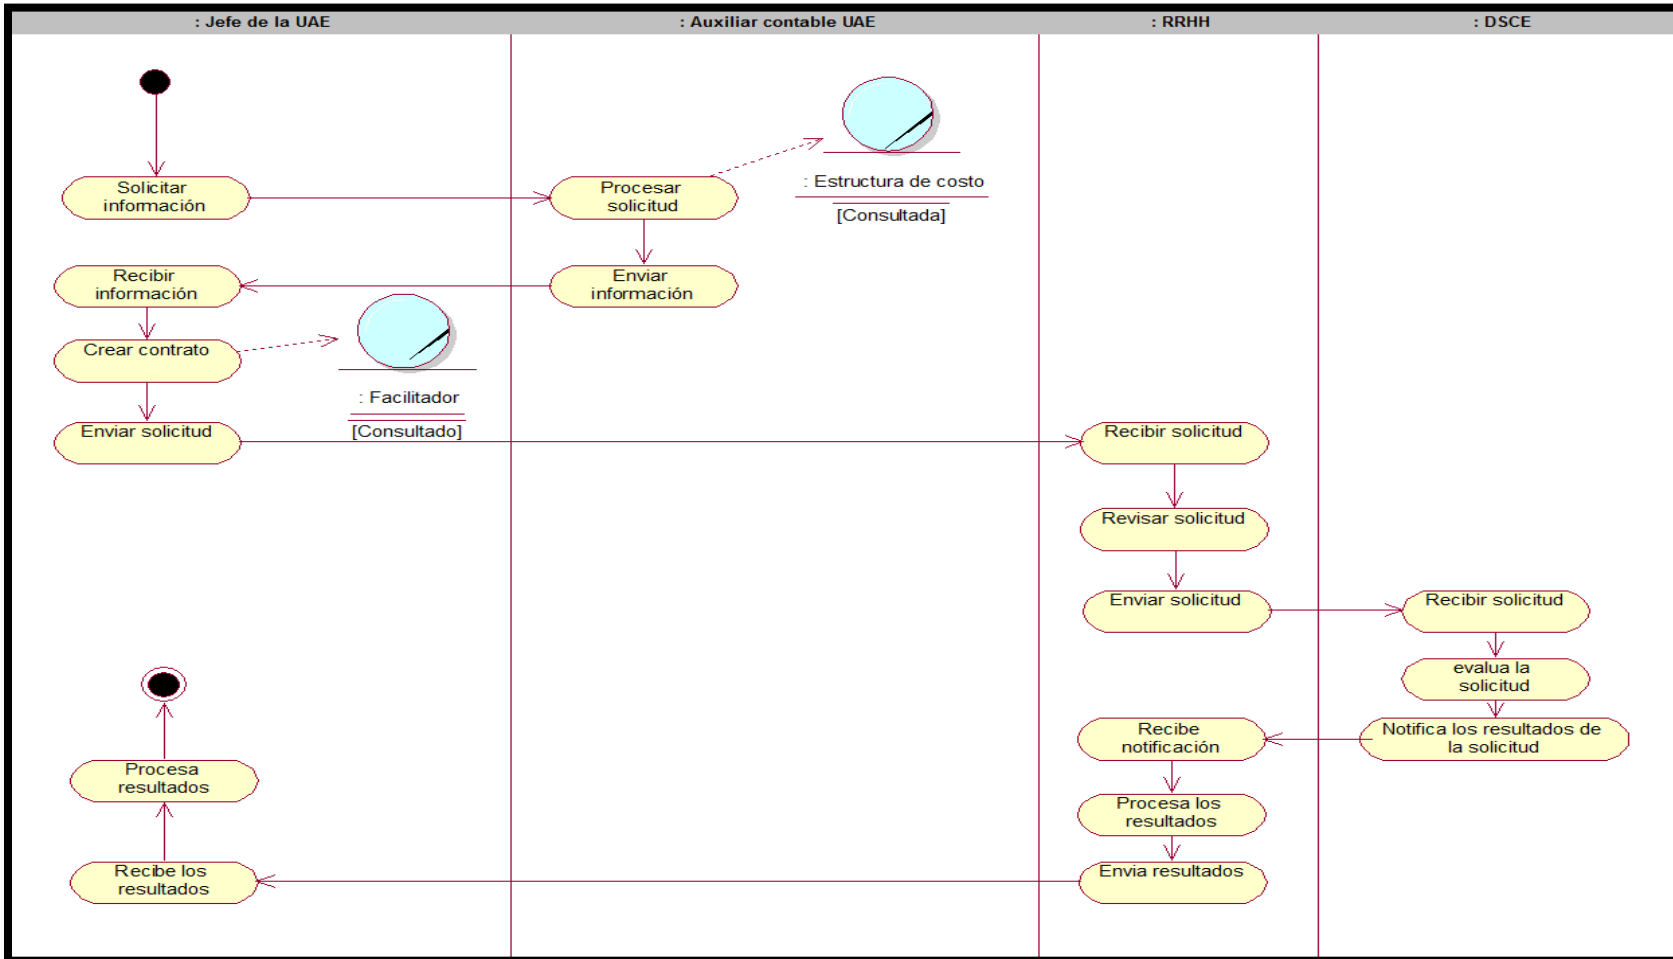 : Jefe de la UAE
: Auxiliar contable UAE
: RRHH
: DSCE
Solicitar
información
Procesar
solicitud
: Estructura de costo
[Consultada]
Recibir
información
Enviar
información
Crear contrato
: Facilitador
[Consultado]
Enviar solicitud
Recibir solicitud
Revisar solicitud
Enviar solicitud
Recibir solicitud
evalua la
solicitud
Notifica los resultados de
la solicitud
Recibe
notificación
Procesa los
resultados
Envia resultados
Recibe los
resultados
Procesa
resultados